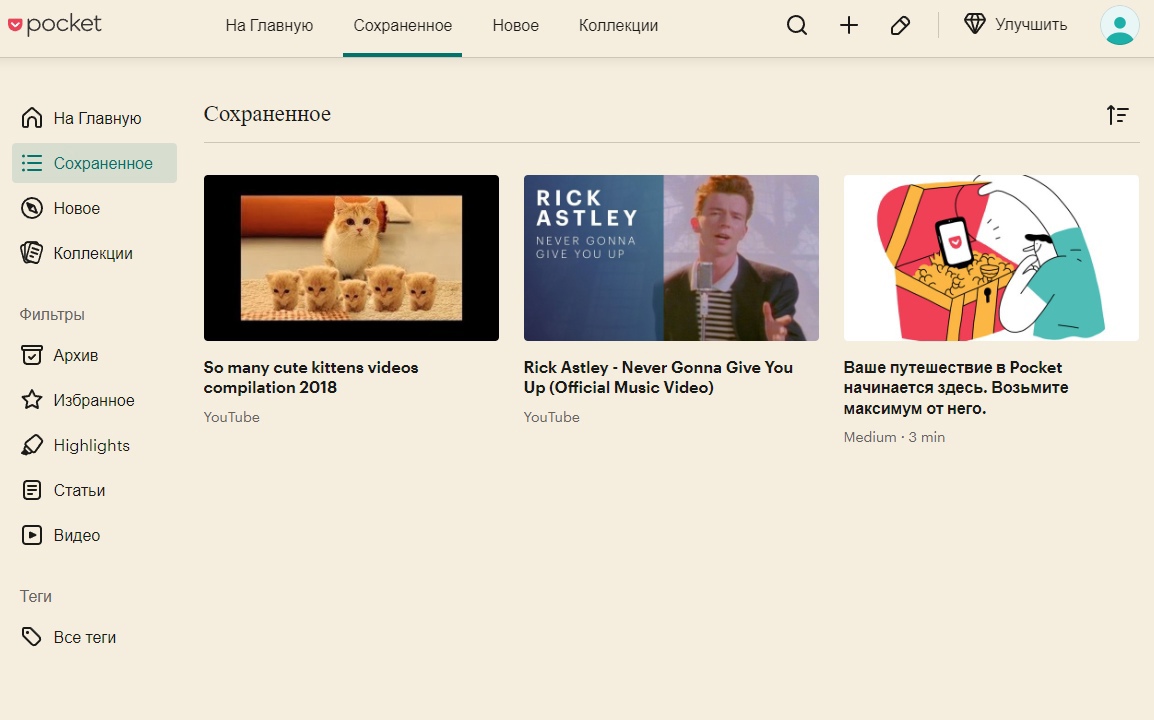 pocket
На Главную
Сохраненное
Новое
Коллекции
Улучшить
На Главную
Сохраненное
Новое
Коллекции
Фильтры
Архив
Избранное
Highlights
Статьи
Видео
Теги
Все теги
Сохраненное
So many cute kittens videos
compilation 2018
YouTube
RICK
ASTLEY
NEVER GONNA
GIVE YOU UP
Rick Astley - Never Gonna Give You
Up (Official Music Video)
YouTube
Ваше путешествие в Pocket
начинается здесь. Возьмите
максимум от него.
Medium · 3 min